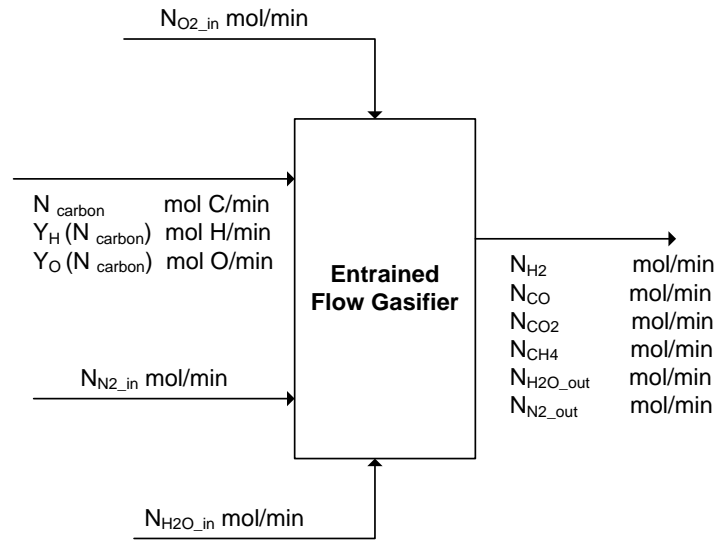 N_O2_in mol/min
N carbon mol C/min
Y_H (N carbon) mol H/min
Y_O (N carbon) mol O/min
Entrained
Flow Gasifier
N_H2 mol/min
N_CO mol/min
N_CO2 mol/min
N_CH4 mol/min
N_H2O_out mol/min
N_N2_out mol/min
N_N2_in mol/min
N_H2O_in mol/min